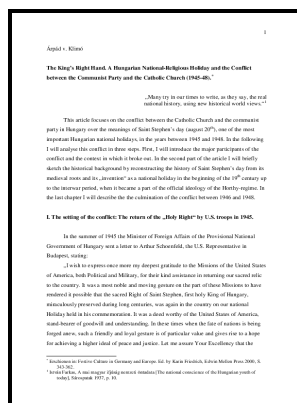 1
Árpád v. Klimó
The King's Right Hand. A Hungarian National-Religious Holiday and the Conflict
between the Communist Party and the Catholic Church (1945-48).*
„Many try in our times to write, as they say, the real
national history, using new historical world views."¹
This article focuses on the conflict between the Catholic Church and the communist
party in Hungary over the meanings of Saint Stephen's day (august 20th), one of the most
important Hungarian national holidays, in the years between 1945 and 1948. In the following
I will analyse this conflict in three steps. First, I will introduce the major participants of the
conflict and the context in which it broke out. In the second part of the article I will briefly
sketch the historical background by reconstructing the history of Saint Stephen's day from its
medieval roots and its „invention" as a national holiday in the beginning of the 19th century up
to the interwar period, when it became a part of the official ideology of the Horthy-regime. In
the last chapter I will describe the the culmination of the conflict between 1946 and 1948.
I. The setting of the conflict: The return of the „Holy Right" by U.S. troops in 1945.
In the summer of 1945 the Minister of Foreign Affairs of the Provisional National
Government of Hungary sent a letter to Arthur Schoenfeld, the U.S. Representative in
Budapest, stating:
„I wish to express once more my deepest gratitude to the Missions of the United States
of America, both Political and Military, for their kind assistance in returning our sacred relic
to the country. It was a most noble and moving gesture on the part of these Missions to have
rendered it possible that the sacred Right of Saint Stephen, first holy King of Hungary,
miraculously preserved during long centuries, was again in the country on our National
Holiday held in his commemoration. It was a deed worthy of the United States of America,
stand-bearer of goodwill and understanding. In these times when the fate of nations is being
forged anew, such a friendly and loyal gesture is of particular value and gives rise to a hope
for achieving a higher ideal of peace and justice. Let me assure Your Excellency that the
* Erschienen in: Festive Culture in Germany and Europe. Ed. by Karin Friedrich, Edwin Mellen Press 2000, S.
343-362.
¹ István Farkas, A mai magyar ifjúság nemzeti öntudata [The national conscience of the Hungarian youth of
today], Sárospatak 1937, p. 10.